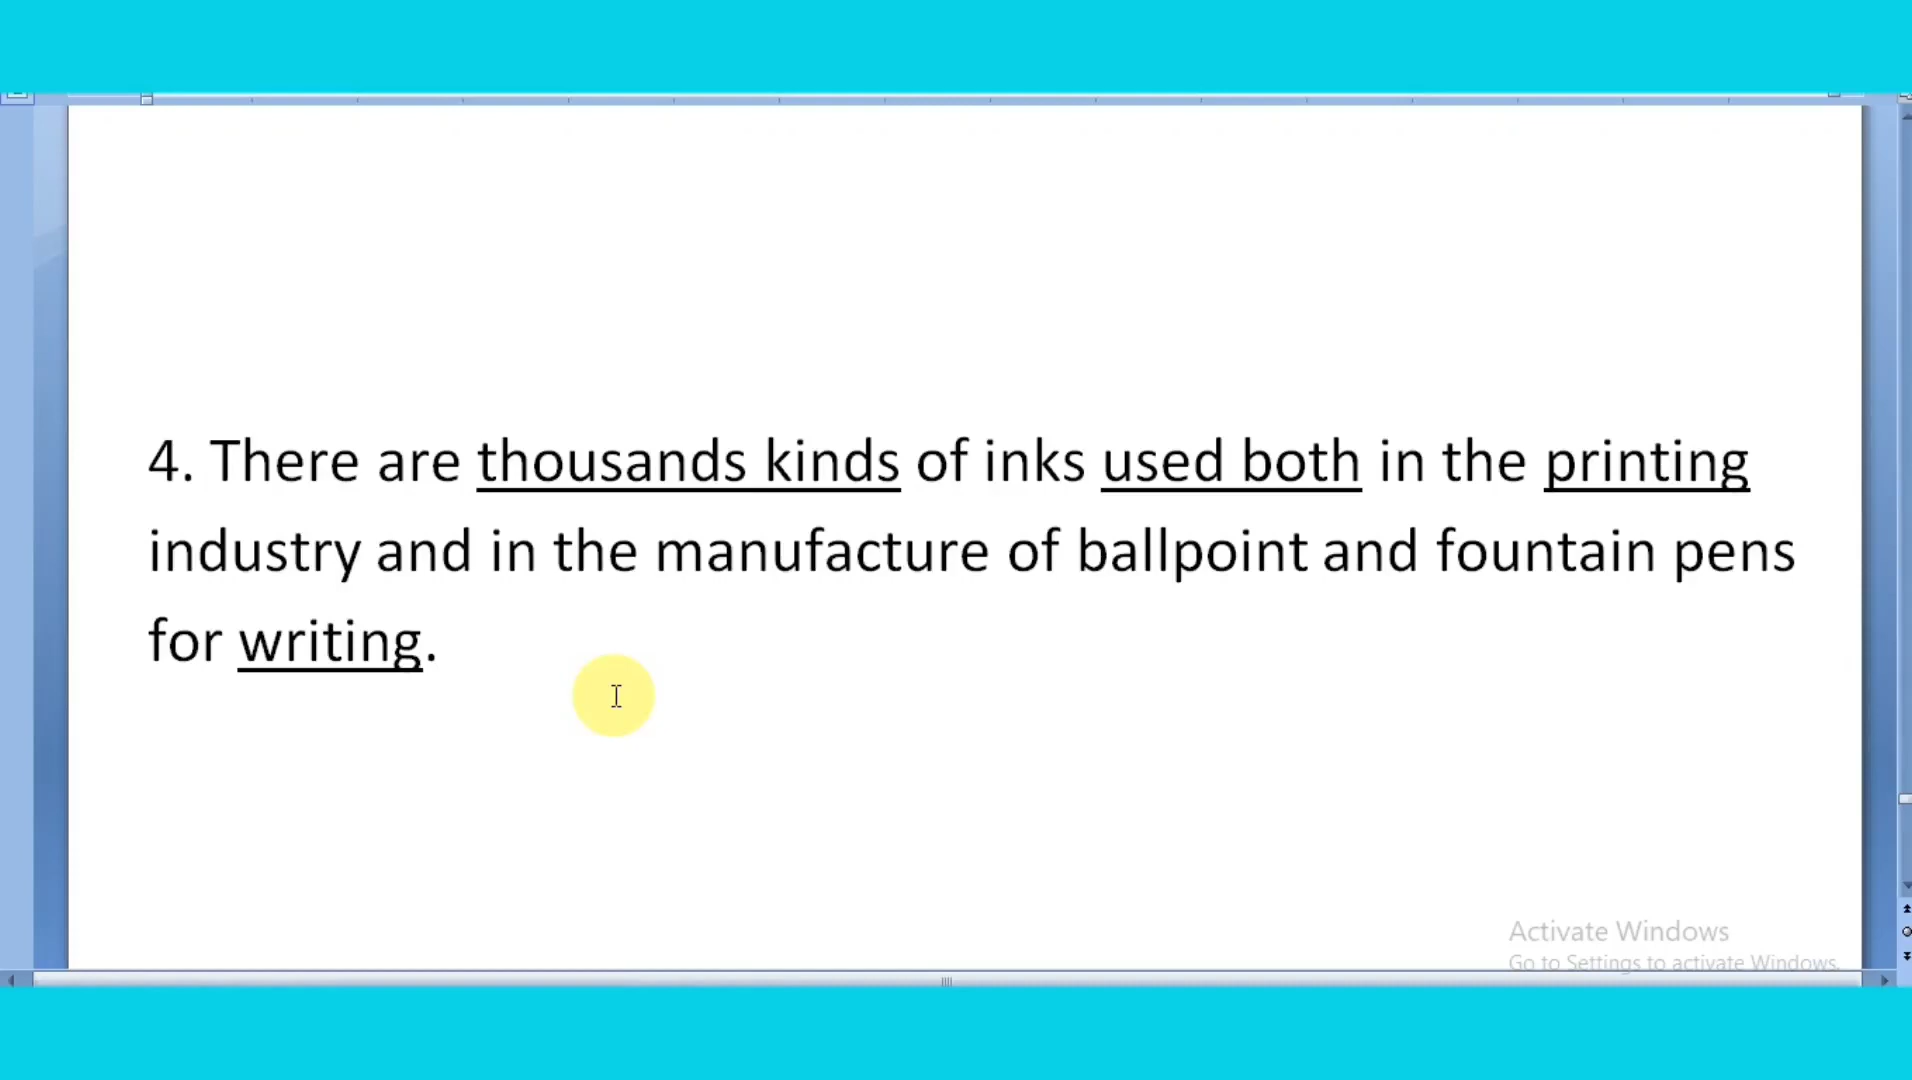 4. There are thousands kinds of inks used both in the printing
industry and in the manufacture of ballpoint and fountain pens
for writing.
Activate Windows
Go to Settings to activate Windows.